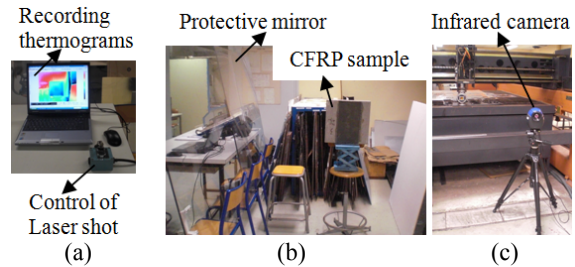 Recording
thermograms
Control of
Laser shot
(a)
Protective mirror
CFRP sample
(b)
Infrared camera
(c)